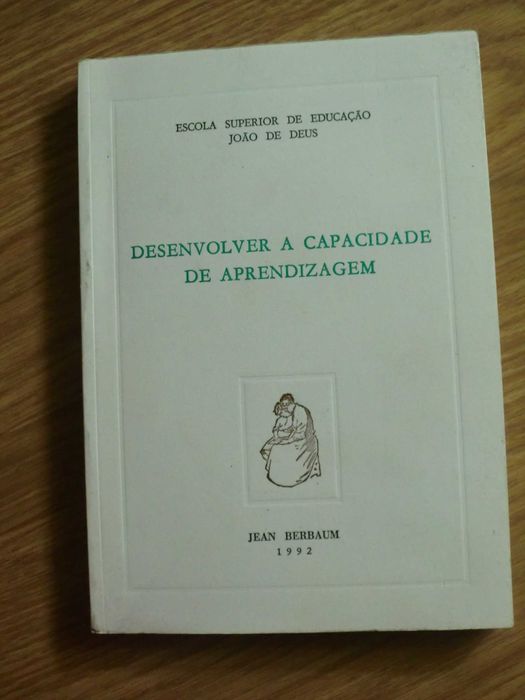 ESCOLA SUPERIOR DE EDUCAÇÃO
JOÃO DE DEUS
DESENVOLVER A CAPACIDADE
DE APRENDIZAGEM
JEAN BERBAUM
1992